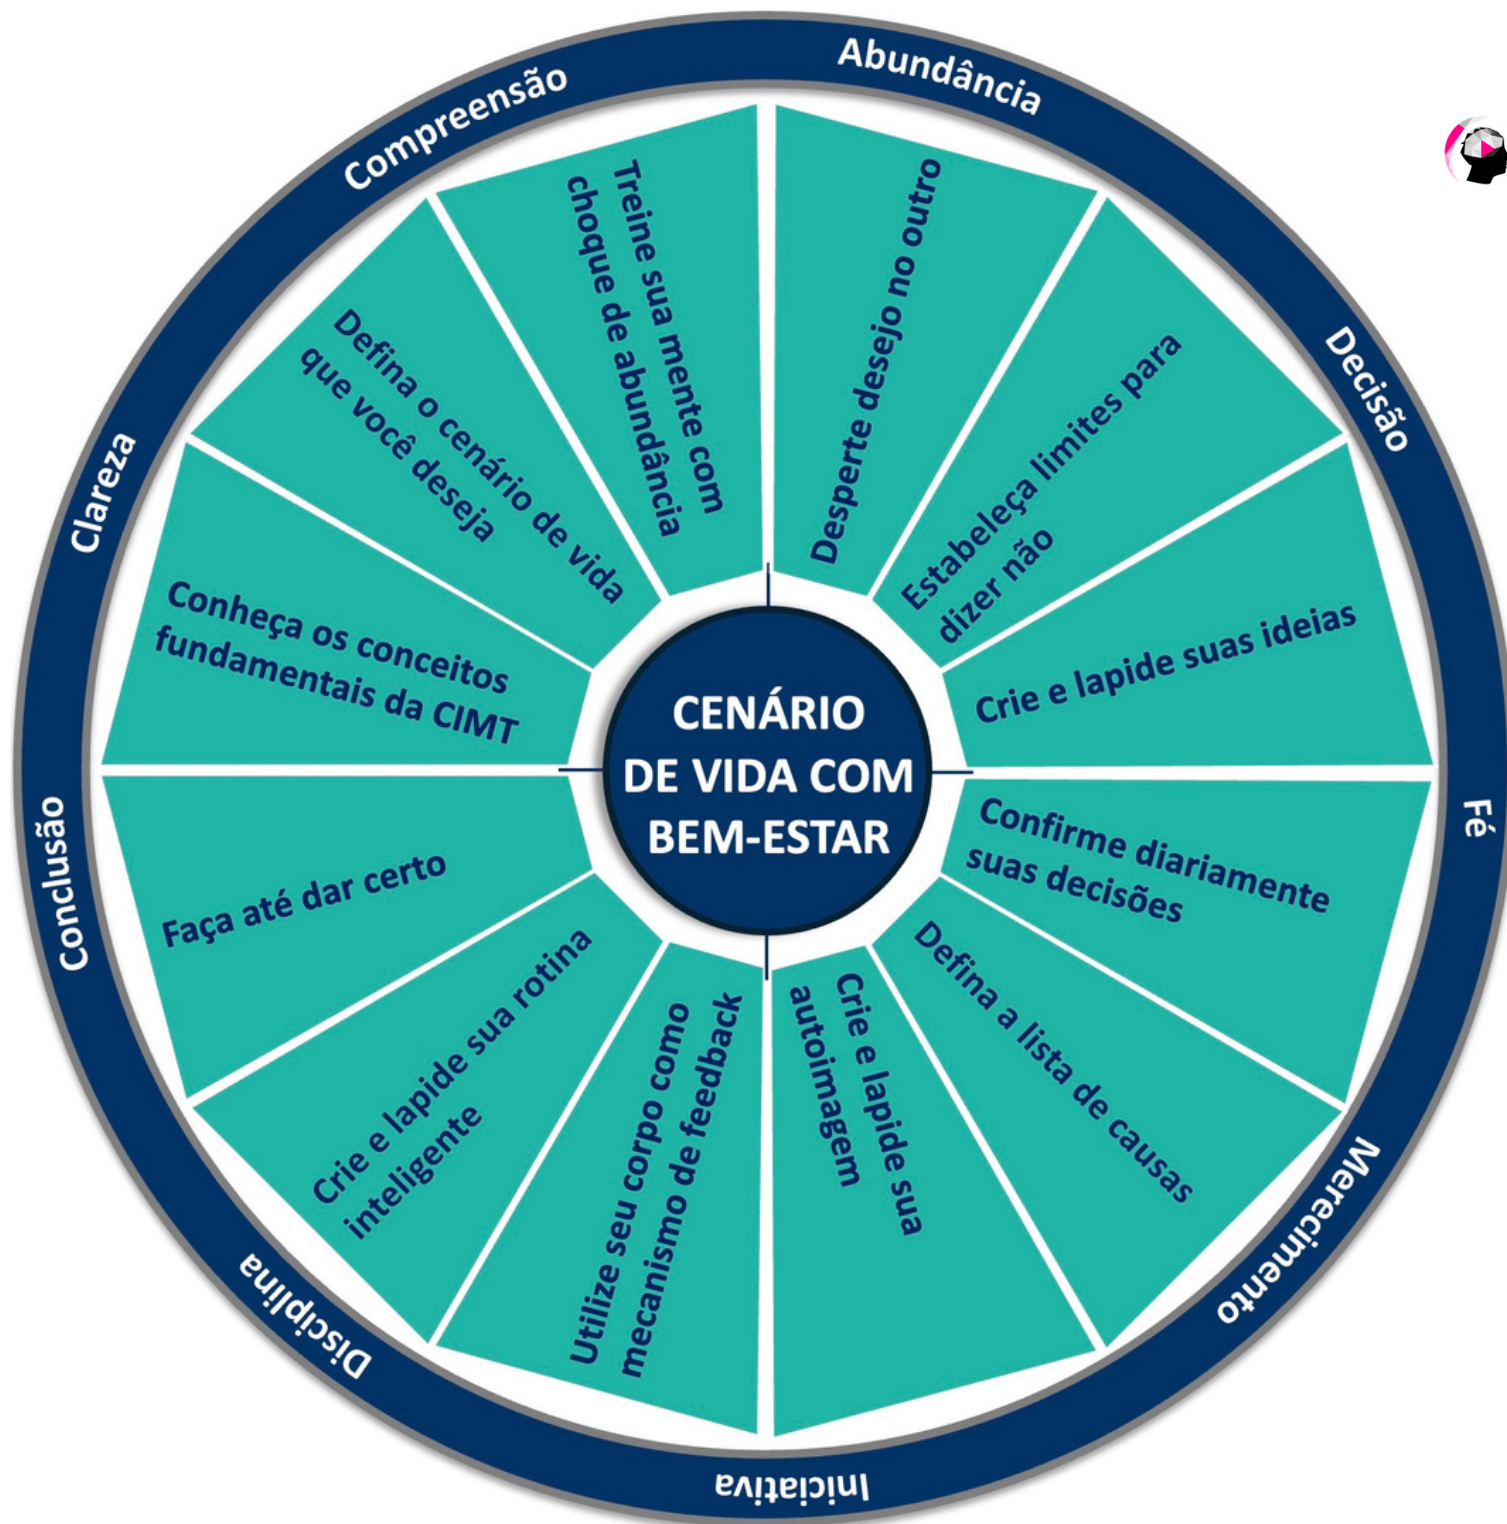 Abundância
Decisão
Fé
Merecimento
Iniciativa
Disciplina
Conclusão
Clareza
Compreensão
Desperte desejo no outro
Estabeleça limites para
dizer não
Crie e lapide suas ideias
Confirme diariamente
suas decisões
Defina a lista de causas
Crie e lapide sua
autoimagem
Utilize seu corpo como
mecanismo de feedback
Crie e lapide sua rotina
inteligente
Faça até dar certo
Conheça os conceitos
fundamentais da CIMT
Defina o cenário de vida
que você deseja
Treine sua mente com
choque de abundância
CENÁRIO
DE VIDA COM
BEM-ESTAR